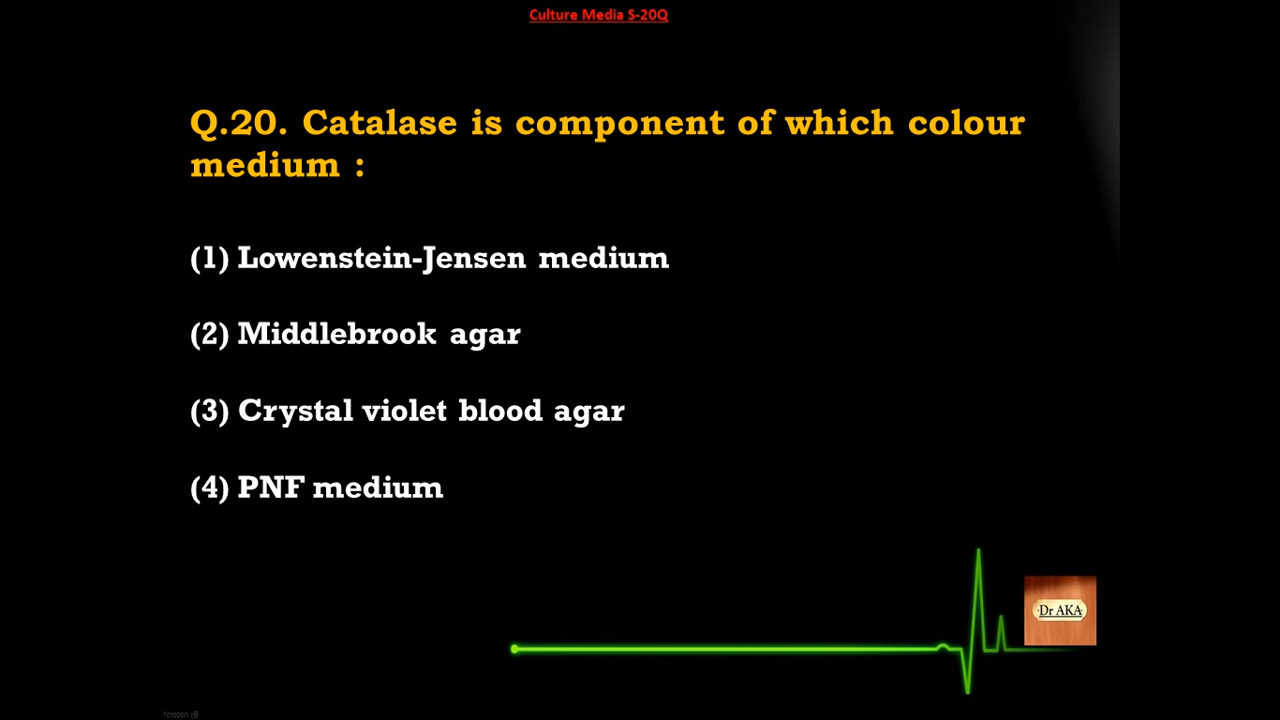 Culture Media S-20Q
Q.20. Catalase is component of which colour
medium :
(1) Lowenstein-Jensen medium
(2) Middlebrook agar
(3) Crystal violet blood agar
(4) PNF medium
Dr AKA